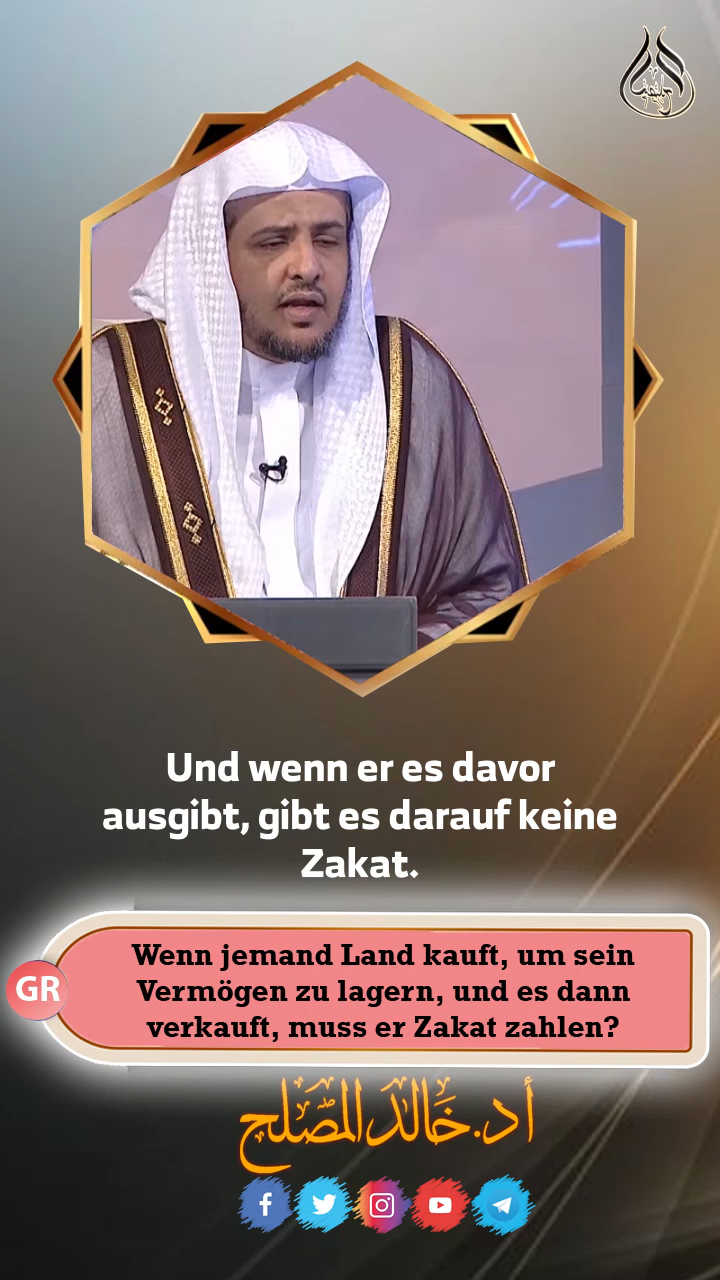 Und wenn er es davor
ausgibt, gibt es darauf keine
Zakat.
GR
Wenn jemand Land kauft, um sein
Vermögen zu lagern, und es dann
verkauft, muss er Zakat zahlen?
أ.د.خالد المصلح